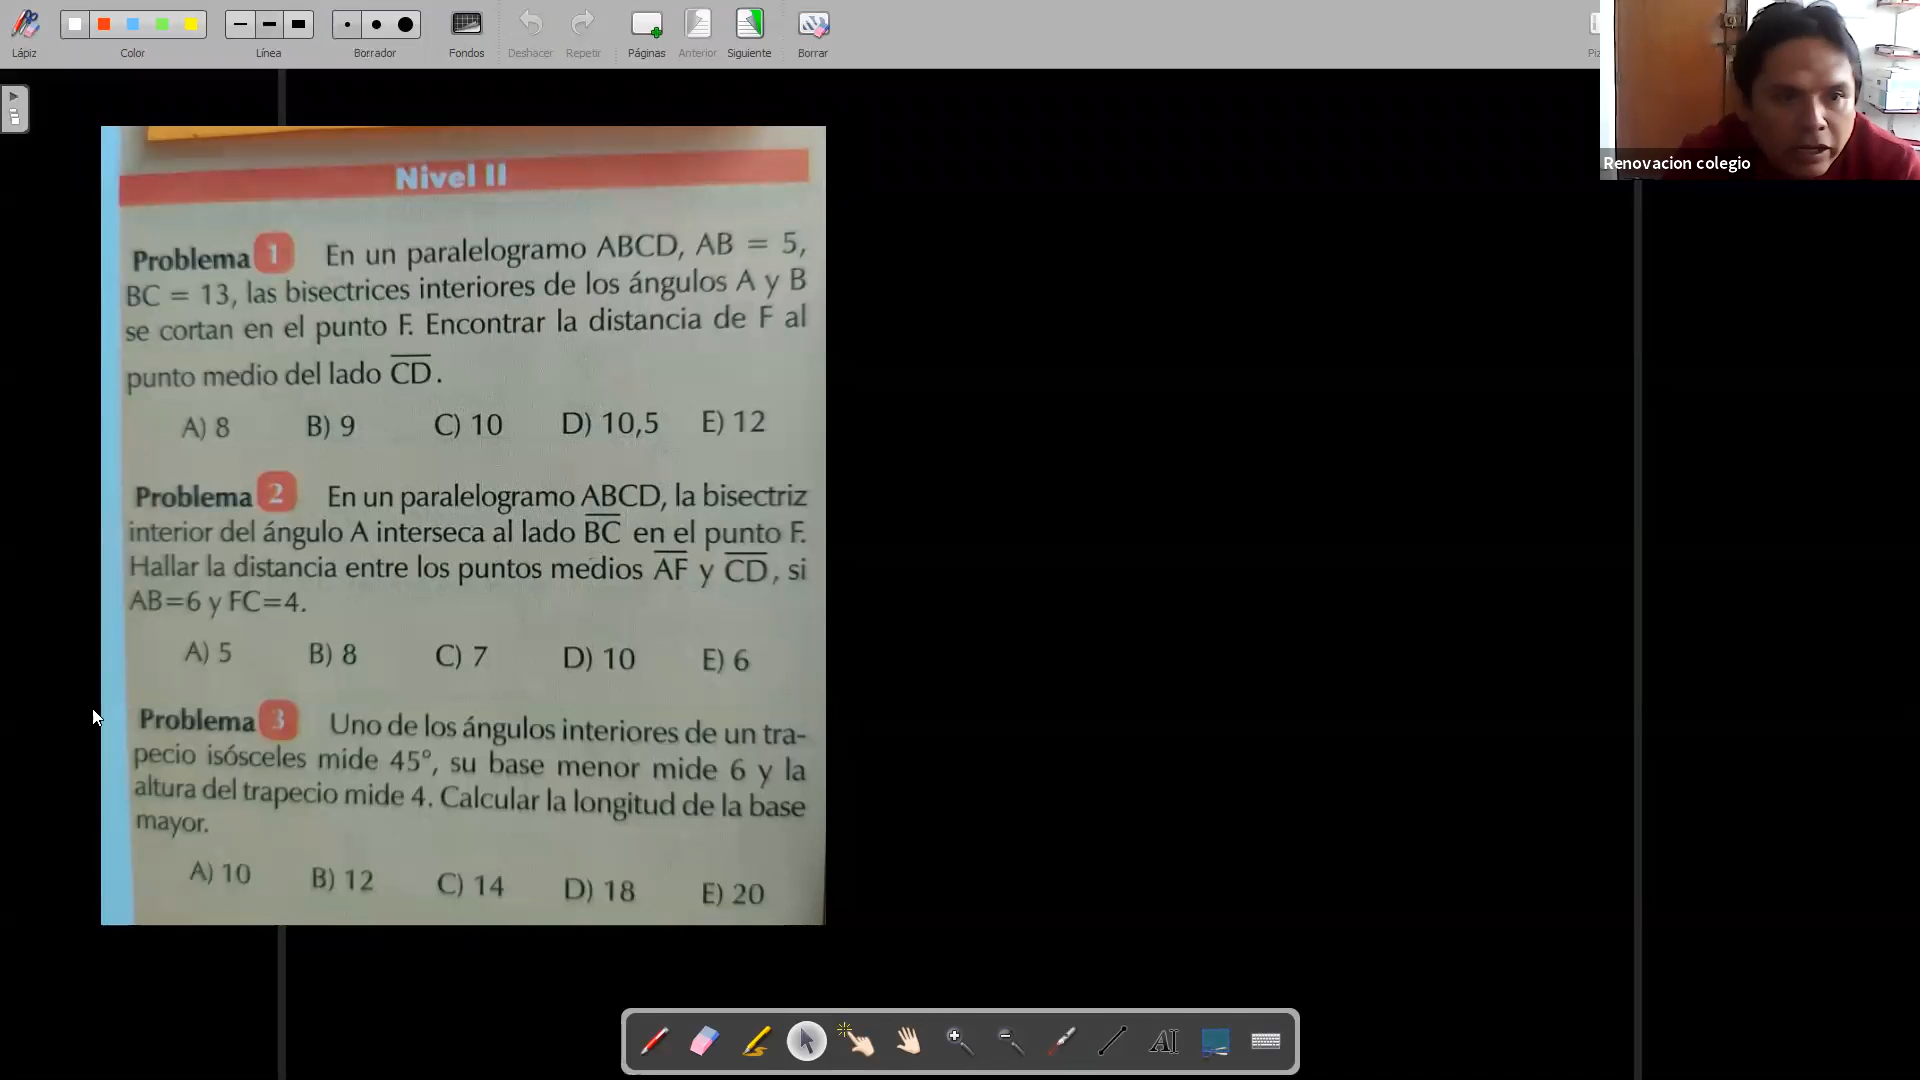 Lápiz
Color
Línea
Borrador
Fondos
Deshacer
Repetir
Páginas
Anterior
Siguiente
Borrar
Renovacion colegio
Nivel II
Problema 1 En un paralelogramo ABCD, AB = 5,
BC = 13, las bisectrices interiores de los ángulos A y B
se cortan en el punto F. Encontrar la distancia de F al
punto medio del lado C̅D̅.
A) 8 B) 9 C) 10 D) 10,5 E) 12
Problema 2 En un paralelogramo ABCD, la bisectriz
interior del ángulo A interseca al lado B̅C̅ en el punto F.
Hallar la distancia entre los puntos medios A̅F̅ y C̅D̅, si
AB=6 y FC=4.
A) 5 B) 8 C) 7 D) 10 E) 6
Problema 3 Uno de los ángulos interiores de un tra-
pecio isósceles mide 45°, su base menor mide 6 y la
altura del trapecio mide 4. Calcular la longitud de la base
mayor.
A) 10 B) 12 C) 14 D) 18 E) 20
AI